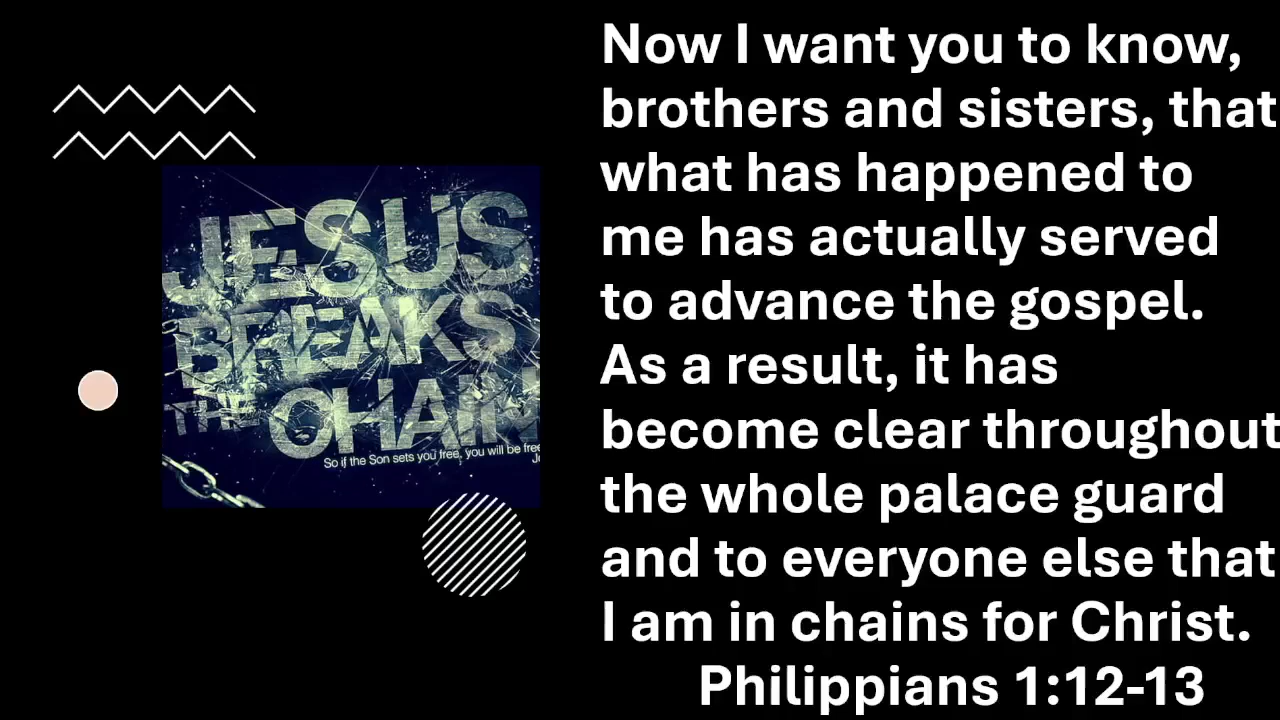 JESUS
BREAKS
THE CHAIN
So if the Son sets you free, you will be free
Now I want you to know,
brothers and sisters, that
what has happened to
me has actually served
to advance the gospel.
As a result, it has
become clear throughout
the whole palace guard
and to everyone else that
I am in chains for Christ.
Philippians 1:12-13